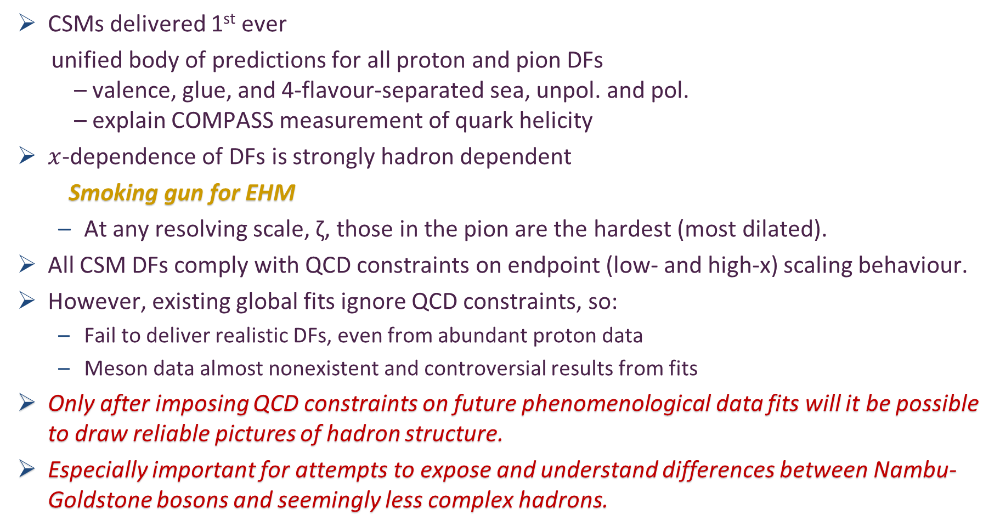 ➢ CSMs delivered 1st ever
unified body of predictions for all proton and pion DFs
– valence, glue, and 4-flavour-separated sea, unpol. and pol.
– explain COMPASS measurement of quark helicity
➢ 𝑥-dependence of DFs is strongly hadron dependent
Smoking gun for EHM
– At any resolving scale, ζ, those in the pion are the hardest (most dilated).
➢ All CSM DFs comply with QCD constraints on endpoint (low- and high-x) scaling behaviour.
➢ However, existing global fits ignore QCD constraints, so:
– Fail to deliver realistic DFs, even from abundant proton data
– Meson data almost nonexistent and controversial results from fits
➢ Only after imposing QCD constraints on future phenomenological data fits will it be possible
to draw reliable pictures of hadron structure.
➢ Especially important for attempts to expose and understand differences between Nambu-
Goldstone bosons and seemingly less complex hadrons.